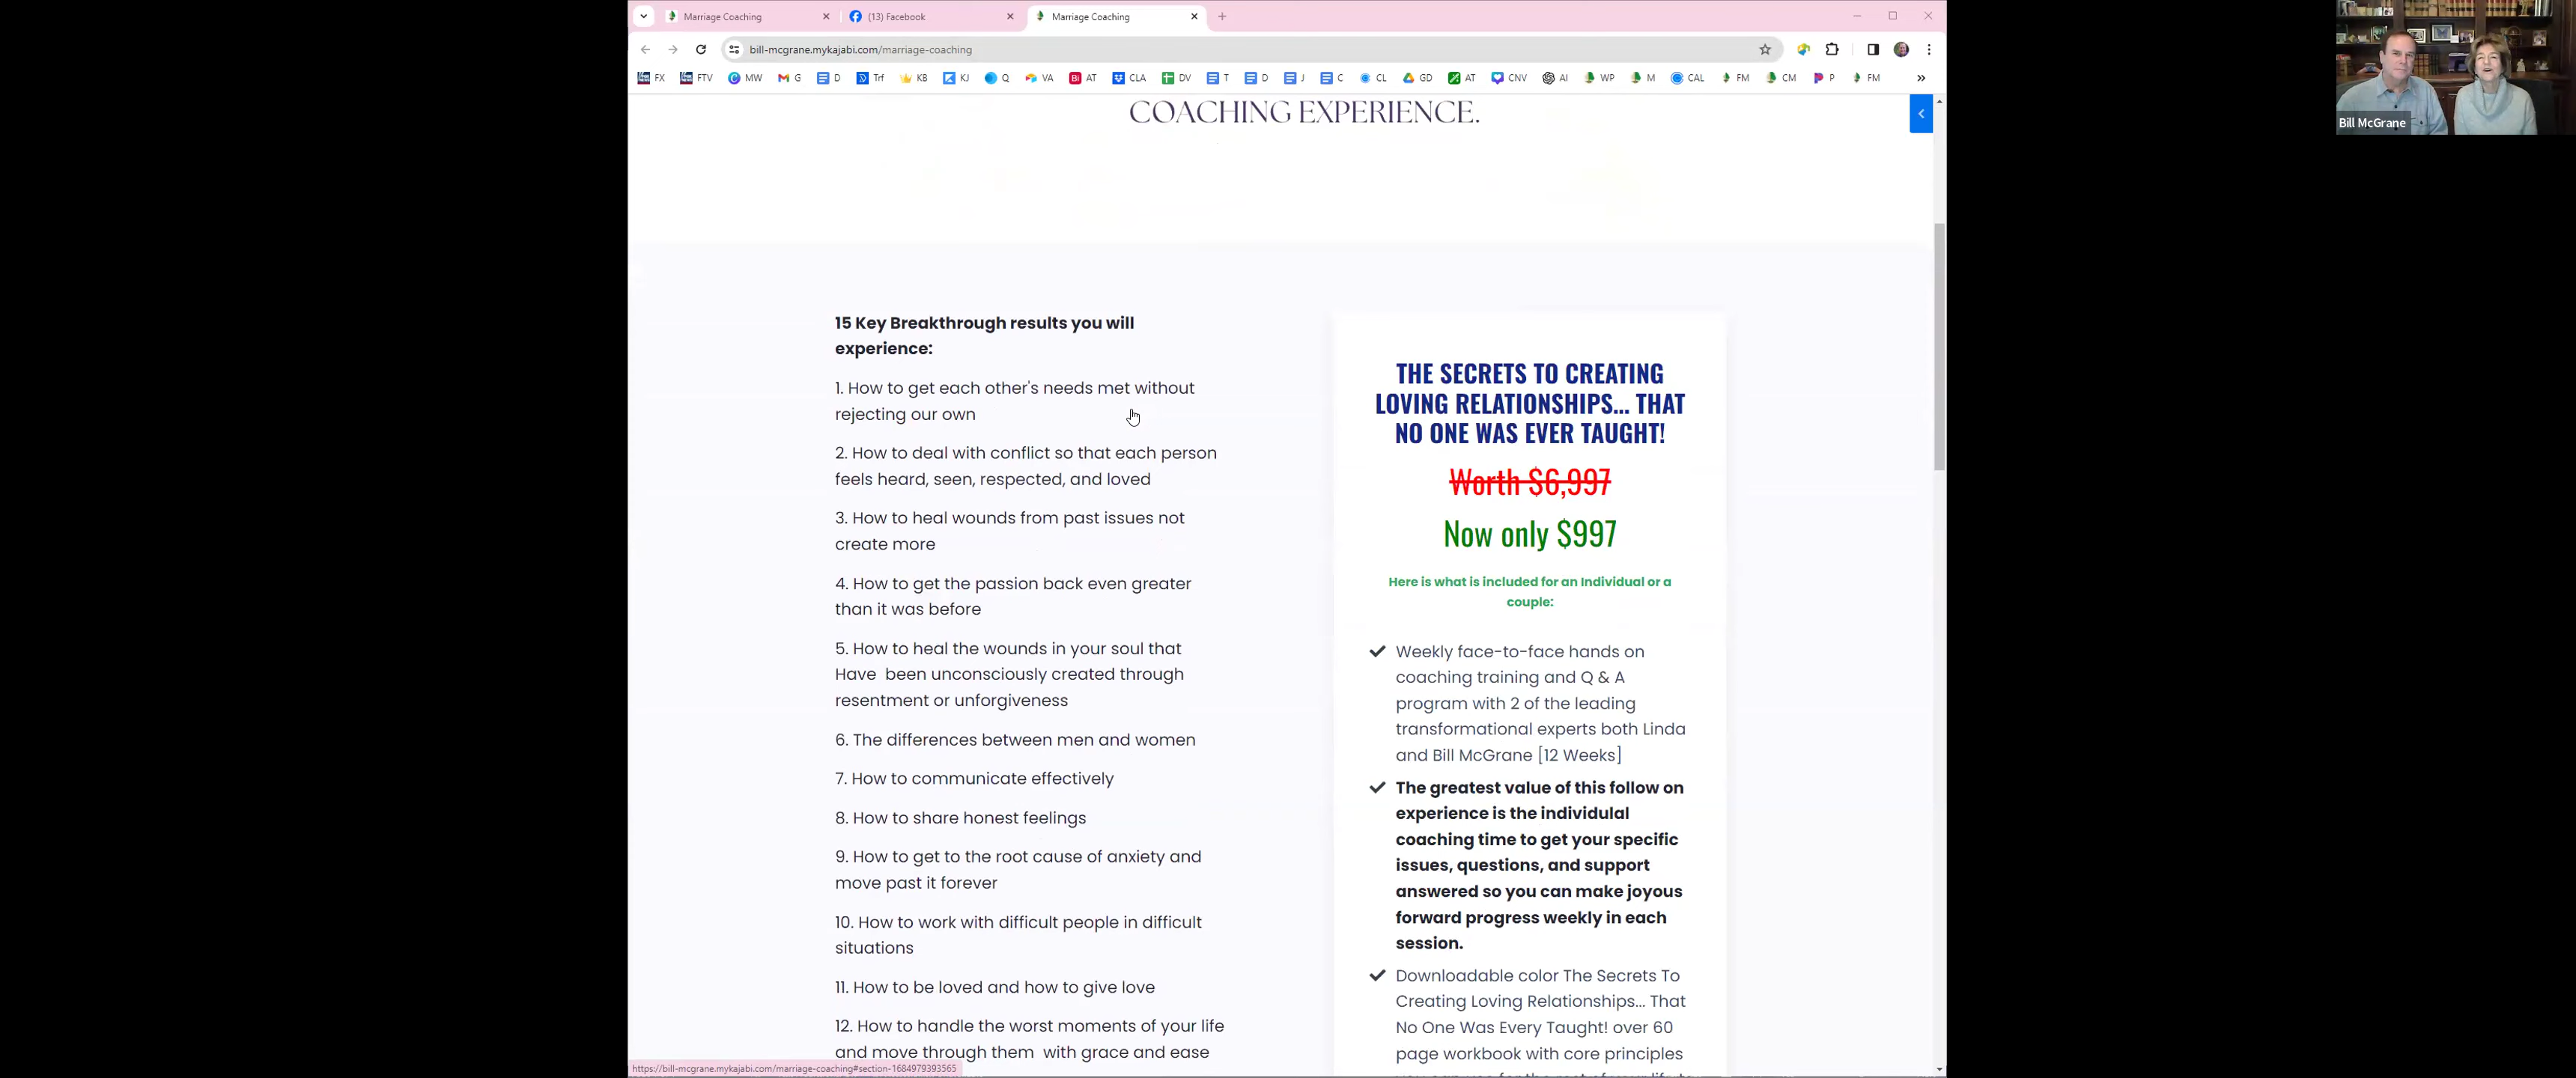 Marriage Coaching
(13) Facebook
Marriage Coaching
bill-mcgrane.mykajabi.com/marriage-coaching
FX FTV MW G D Trf KB KJ Q VA AT CLA DV T D J C CL GD AT CNV AI WP M CAL FM CM P FM
COACHING EXPERIENCE.
15 Key Breakthrough results you will
experience:
1. How to get each other's needs met without
rejecting our own
2. How to deal with conflict so that each person
feels heard, seen, respected, and loved
3. How to heal wounds from past issues not
create more
4. How to get the passion back even greater
than it was before
5. How to heal the wounds in your soul that
Have been unconsciously created through
resentment or unforgiveness
6. The differences between men and women
7. How to communicate effectively
8. How to share honest feelings
9. How to get to the root cause of anxiety and
move past it forever
10. How to work with difficult people in difficult
situations
11. How to be loved and how to give love
12. How to handle the worst moments of your life
and move through them with grace and ease
THE SECRETS TO CREATING
LOVING RELATIONSHIPS... THAT
NO ONE WAS EVER TAUGHT!
Worth $6,997
Now only $997
Here is what is included for an Individual or a
couple:
Weekly face-to-face hands on
coaching training and Q & A
program with 2 of the leading
transformational experts both Linda
and Bill McGrane [12 Weeks]
The greatest value of this follow on
experience is the individulal
coaching time to get your specific
issues, questions, and support
answered so you can make joyous
forward progress weekly in each
session.
Downloadable color The Secrets To
Creating Loving Relationships... That
No One Was Every Taught! over 60
page workbook with core principles
https://bill-mcgrane.mykajabi.com/marriage-coaching#section-1684979393565
Bill McGrane